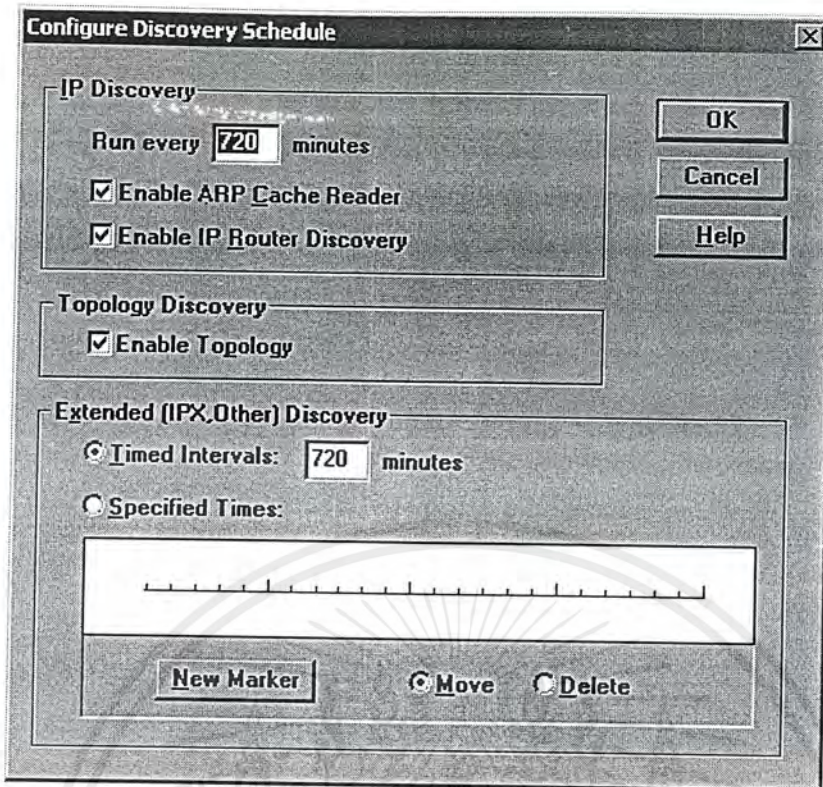 Configure Discovery Schedule
IP Discovery
Run every 720 minutes
Enable ARP Cache Reader
Enable IP Router Discovery
OK
Cancel
Help
Topology Discovery
Enable Topology
Extended (IPX,Other) Discovery
Timed Intervals: 720 minutes
Specified Times:
New Marker
Move
Delete